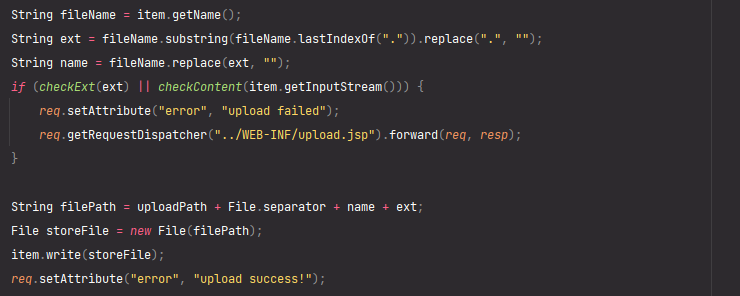 String fileName = item.getName();
String ext = fileName.substring(fileName.lastIndexOf(".")).replace(".", "");
String name = fileName.replace(ext, "");
if (checkExt(ext) || checkContent(item.getInputStream())) {
    req.setAttribute("error", "upload failed");
    req.getRequestDispatcher("../WEB-INF/upload.jsp").forward(req, resp);
}
String filePath = uploadPath + File.separator + name + ext;
File storeFile = new File(filePath);
item.write(storeFile);
req.setAttribute("error", "upload success!");